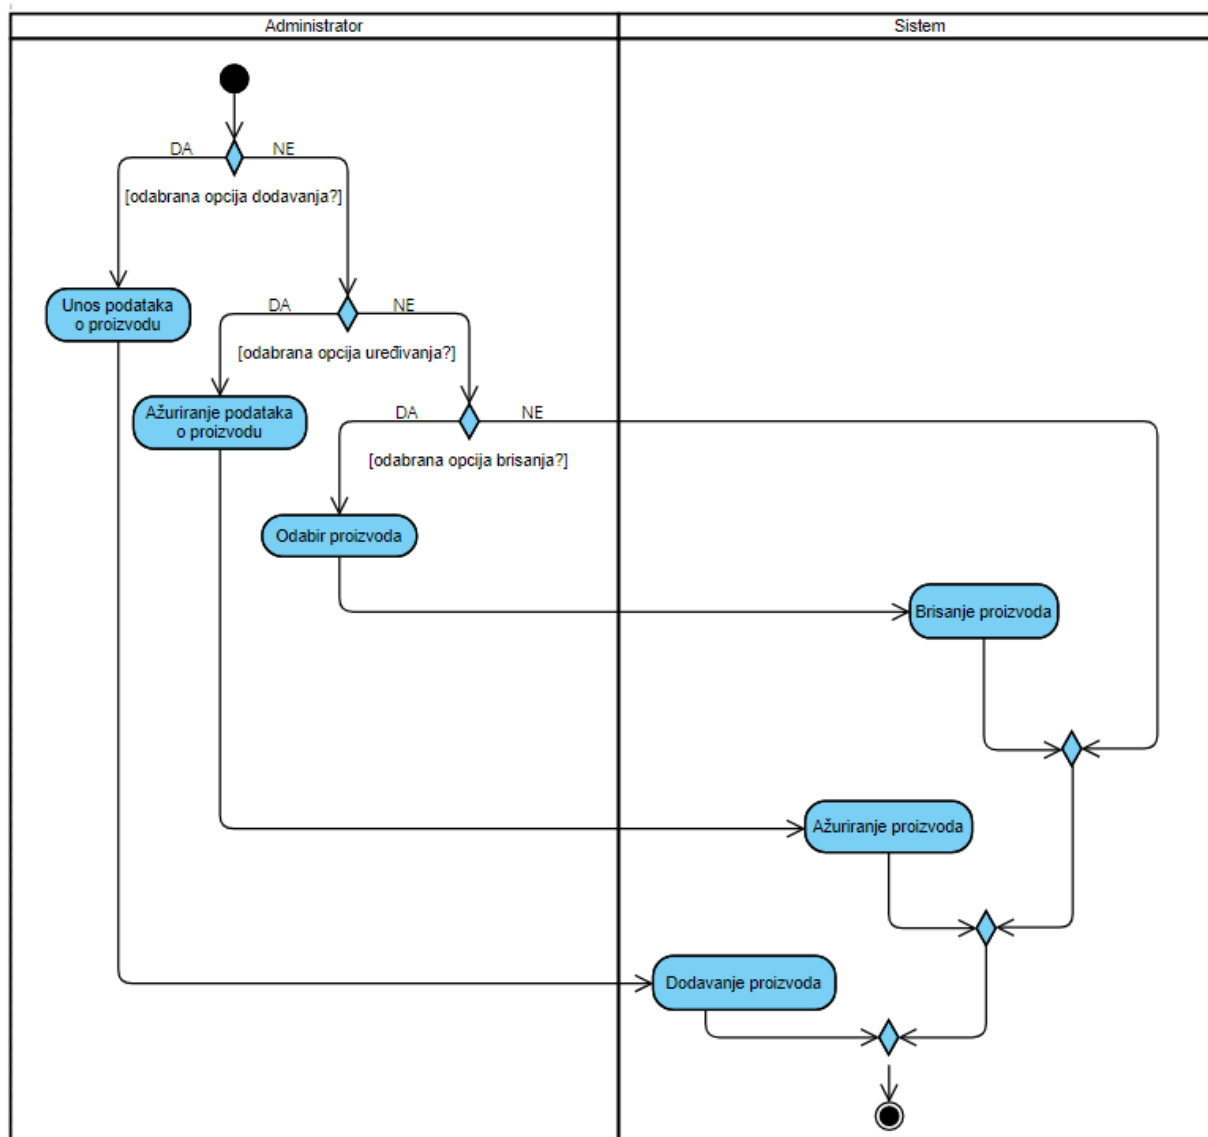 Administrator
Sistem
DA
NE
[odabrana opcija dodavanja?]
Unos podataka
o proizvodu
DA
NE
[odabrana opcija uređivanja?]
Ažuriranje podataka
o proizvodu
DA
NE
[odabrana opcija brisanja?]
Odabir proizvoda
Brisanje proizvoda
Ažuriranje proizvoda
Dodavanje proizvoda